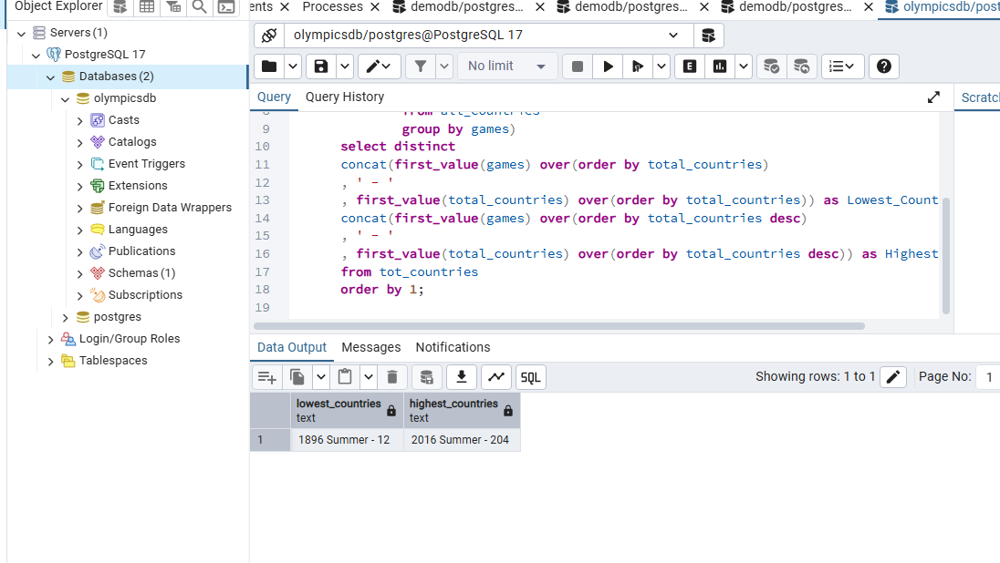 Object Explorer
Servers (1)
PostgreSQL 17
Databases (2)
olympicsdb
Casts
Catalogs
Event Triggers
Extensions
Foreign Data Wrappers
Languages
Publications
Schemas (1)
Subscriptions
postgres
Login/Group Roles
Tablespaces
ents Processes demodb/postgres... demodb/postgres... demodb/postgres... olympicsdb/post
olympicsdb/postgres@PostgreSQL 17
No limit E
Query Query History Scratc
8 from all_countries
9 group by games)
10 select distinct
11 concat(first_value(games) over(order by total_countries)
12 , ' - '
13 , first_value(total_countries) over(order by total_countries)) as Lowest_Count
14 concat(first_value(games) over(order by total_countries desc)
15 , ' - '
16 , first_value(total_countries) over(order by total_countries desc)) as Highest
17 from tot_countries
18 order by 1;
19
Data Output Messages Notifications
SQL Showing rows: 1 to 1 Page No: 1
lowest_countries highest_countries
text text
1 1896 Summer - 12 2016 Summer - 204